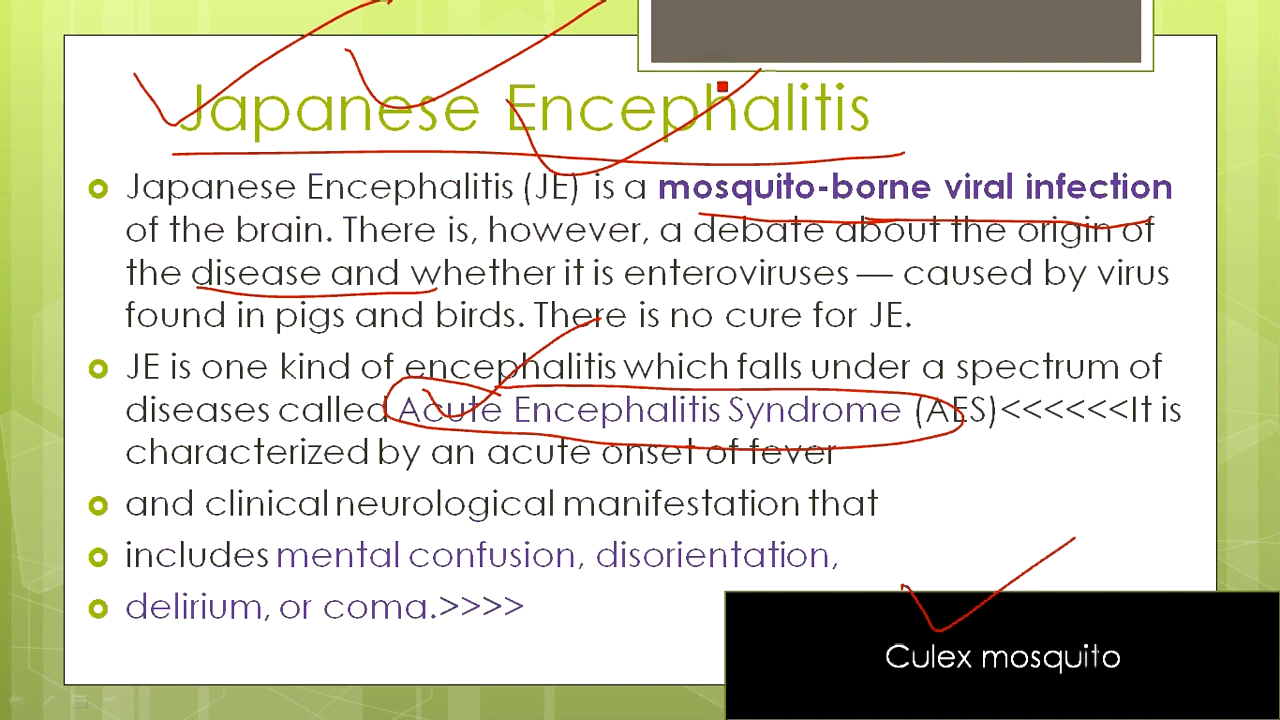 Japanese Encephalitis
Japanese Encephalitis (JE) is a mosquito-borne viral infection
of the brain. There is, however, a debate about the origin of
the disease and whether it is enteroviruses — caused by virus
found in pigs and birds. There is no cure for JE.
JE is one kind of encephalitis which falls under a spectrum of
diseases called Acute Encephalitis Syndrome (AES)<<<<<<It is
characterized by an acute onset of fever
and clinical neurological manifestation that
includes mental confusion, disorientation,
delirium, or coma.>>>>
Culex mosquito